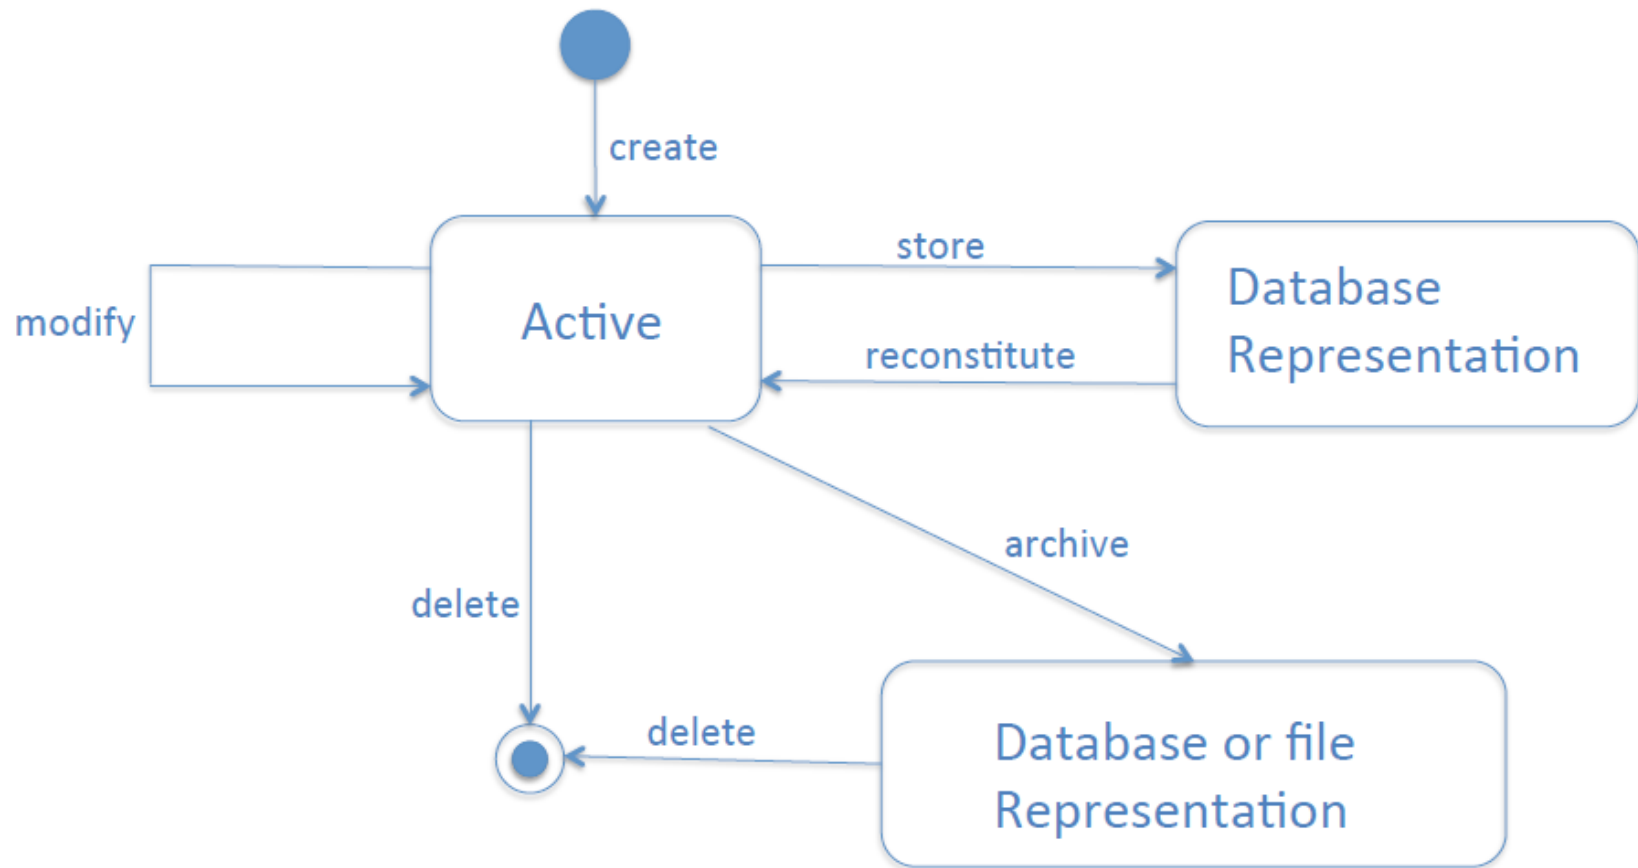 create
store
Database
Representation
modify
Active
reconstitute
archive
delete
delete
Database or file
Representation